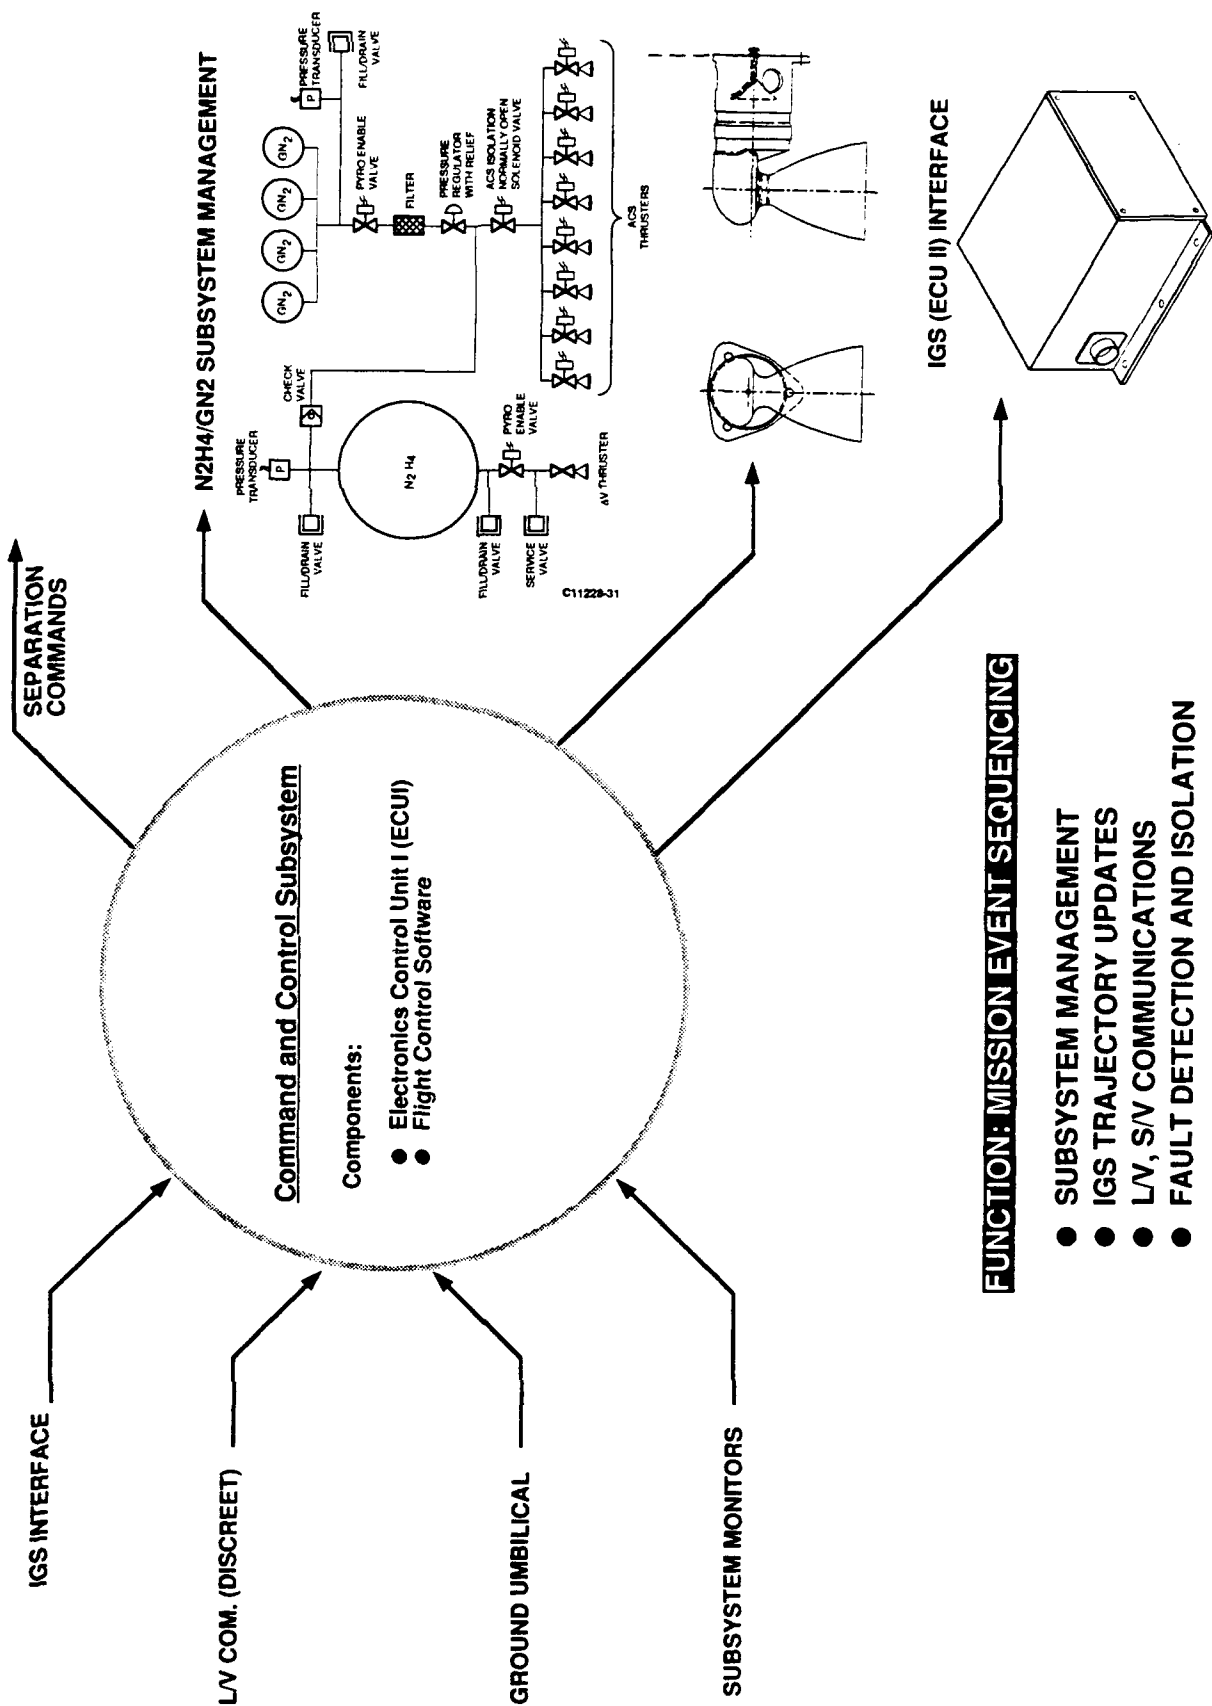 IGS INTERFACE
L/V COM. (DISCREET)
GROUND UMBILICAL
SUBSYSTEM MONITORS
Command and Control Subsystem
Components:
● Electronics Control Unit I (ECUI)
● Flight Control Software
SEPARATION
COMMANDS
N2H4/GN2 SUBSYSTEM MANAGEMENT
PRESSURE
TRANSDUCER
P
FILL/DRAIN
VALVE
CHECK
VALVE
N2 H4
FILL/DRAIN
VALVE
PYRO
ENABLE
VALVE
SERVICE
VALVE
ΔV THRUSTER
C11228-31
GN2
GN2
GN2
GN2
PRESSURE
TRANSDUCER
P
FILL/DRAIN
VALVE
PYRO ENABLE
VALVE
FILTER
PRESSURE
REGULATOR
WITH RELIEF
ACS ISOLATION
NORMALLY OPEN
SOLENOID VALVE
ACS
THRUSTERS
IGS (ECU II) INTERFACE
FUNCTION: MISSION EVENT SEQUENCING
● SUBSYSTEM MANAGEMENT
● IGS TRAJECTORY UPDATES
● L/V, S/V COMMUNICATIONS
● FAULT DETECTION AND ISOLATION